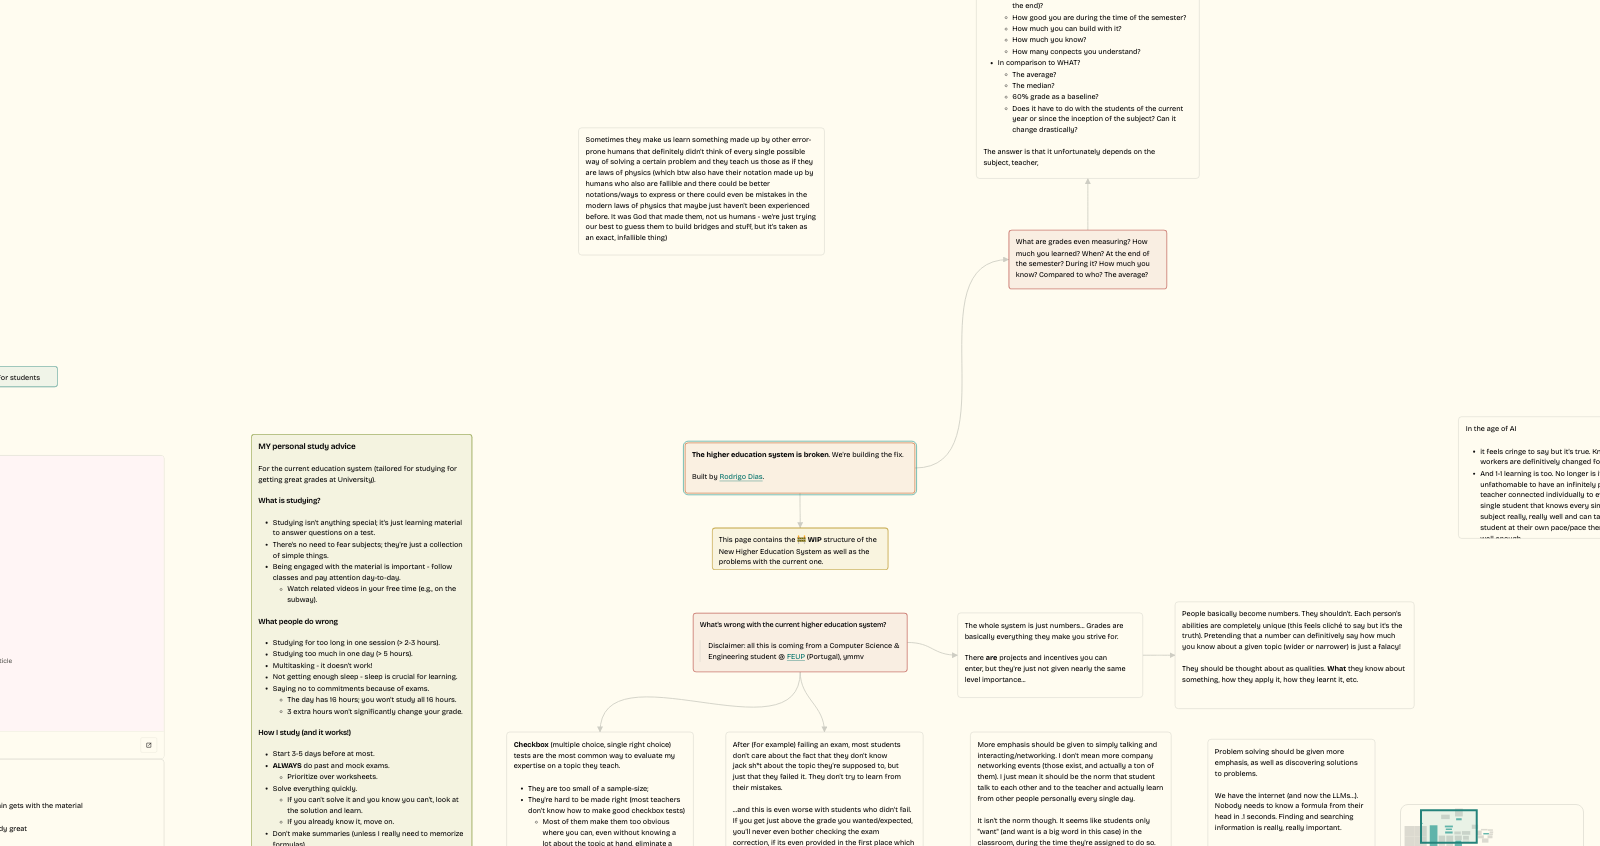 the end)?
How good you are during the time of the semester?
How much you can build with it?
How much you know?
How many conpects you understand?
In comparison to WHAT?
The average?
The median?
60% grade as a baseline?
Does it have to do with the students of the current
year or since the inception of the subject? Can it
change drastically?
The answer is that it unfortunately depends on the
subject, teacher,
Sometimes they make us learn something made up by other error-
prone humans that definitely didn't think of every single possible
way of solving a certain problem and they teach us those as if they
are laws of physics (which btw also have their notation made up by
humans who also are fallible and there could be better
notations/ways to express or there could even be mistakes in the
modern laws of physics that maybe just haven't been experienced
before. It was God that made them, not us humans - we're just trying
our best to guess them to build bridges and stuff, but it's taken as
an exact, infallible thing)
What are grades even measuring? How
much you learned? When? At the end of
the semester? During it? How much you
know? Compared to who? The average?
For students
MY personal study advice
For the current education system (tailored for studying for
getting great grades at University).
What is studying?
Studying isn't anything special; it's just learning material
to answer questions on a test.
There's no need to fear subjects; they're just a collection
of simple things.
Being engaged with the material is important - follow
classes and pay attention day-to-day.
Watch related videos in your free time (e.g., on the
subway).
What people do wrong
Studying for too long in one session (> 2-3 hours).
Studying too much in one day (> 5 hours).
Multitasking - it doesn't work!
Not getting enough sleep - sleep is crucial for learning.
Saying no to commitments because of exams.
The day has 16 hours; you won't study all 16 hours.
3 extra hours won't significantly change your grade.
How I study (and it works!)
Start 3-5 days before at most.
ALWAYS do past and mock exams.
Prioritize over worksheets.
Solve everything quickly.
If you can't solve it and you know you can't, look at
the solution and learn.
If you already know it, move on.
Don't make summaries (unless I really need to memorize
formulas)
The higher education system is broken. We're building the fix.
Built by Rodrigo Dias.
This page contains the 🚧 WIP structure of the
New Higher Education System as well as the
problems with the current one.
In the age of AI
it feels cringe to say but it's true. Kn
workers are definitively changed fo
And 1-1 learning is too. No longer is i
unfathomable to have an infinitely p
teacher connected individually to e
single student that knows every sin
subject really, really well and can ta
student at their own pace/pace the
well enough
What's wrong with the current higher education system?
Disclaimer: all this is coming from a Computer Science &
Engineering student @ FEUP (Portugal), ymmv
The whole system is just numbers... Grades are
basically everything they make you strive for.
There are projects and incentives you can
enter, but they're just not given nearly the same
level importance...
People basically become numbers. They shouldn't. Each person's
abilities are completely unique (this feels cliché to say but it's the
truth). Pretending that a number can definitively say how much
you know about a given topic (wider or narrower) is just a falacy!
They should be thought about as qualities. What they know about
something, how they apply it, how they learnt it, etc.
ticle
in gets with the material
dy great
Checkbox (multiple choice, single right choice)
tests are the most common way to evaluate my
expertise on a topic they teach.
They are too small of a sample-size;
They're hard to be made right (most teachers
don't know how to make good checkbox tests)
Most of them make them too obvious
where you can, even without knowing a
lot about the topic at hand, eliminate a
After (for example) failing an exam, most students
don't care about the fact that they don't know
jack sh*t about the topic they're supposed to, but
just that they failed it. They don't try to learn from
their mistakes.
...and this is even worse with students who didn't fail.
If you get just above the grade you wanted/expected,
you'll never even bother checking the exam
correction, if its even provided in the first place which
More emphasis should be given to simply talking and
interacting/networking. I don't mean more company
networking events (those exist, and actually a ton of
them). I just mean it should be the norm that student
talk to each other and to the teacher and actually learn
from other people personally every single day.
It isn't the norm though. It seems like students only
"want" (and want is a big word in this case) in the
classroom, during the time they're assigned to do so.
Problem solving should be given more
emphasis, as well as discovering solutions
to problems.
We have the internet (and now the LLMs...).
Nobody needs to know a formula from their
head in .1 seconds. Finding and searching
information is really, really important.